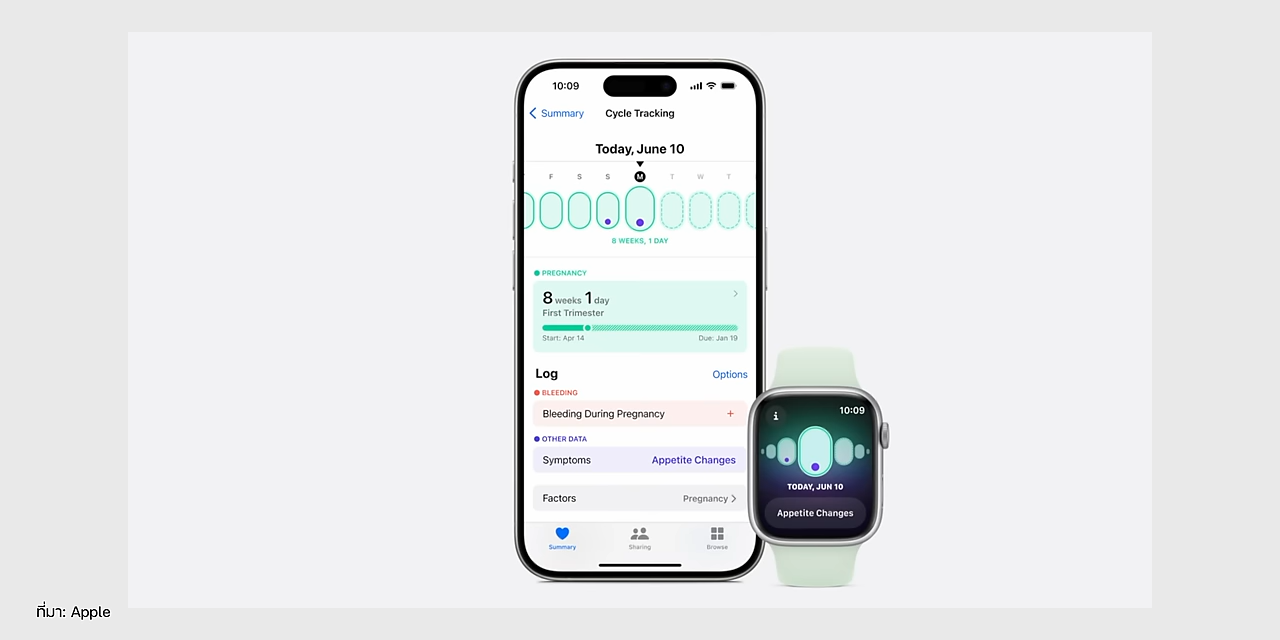 10:09
Summary
Cycle Tracking
Today, June 10
F S S M T W T
8 WEEKS, 1 DAY
PREGNANCY
8 weeks 1 day
First Trimester
Start: Apr 14
Due: Jan 19
Log
Options
BLEEDING
Bleeding During Pregnancy +
OTHER DATA
Symptoms
Appetite Changes
Factors
Pregnancy
Summary
Sharing
Browse
i
10:09
TODAY, JUN 10
Appetite Changes
ที่มา: Apple